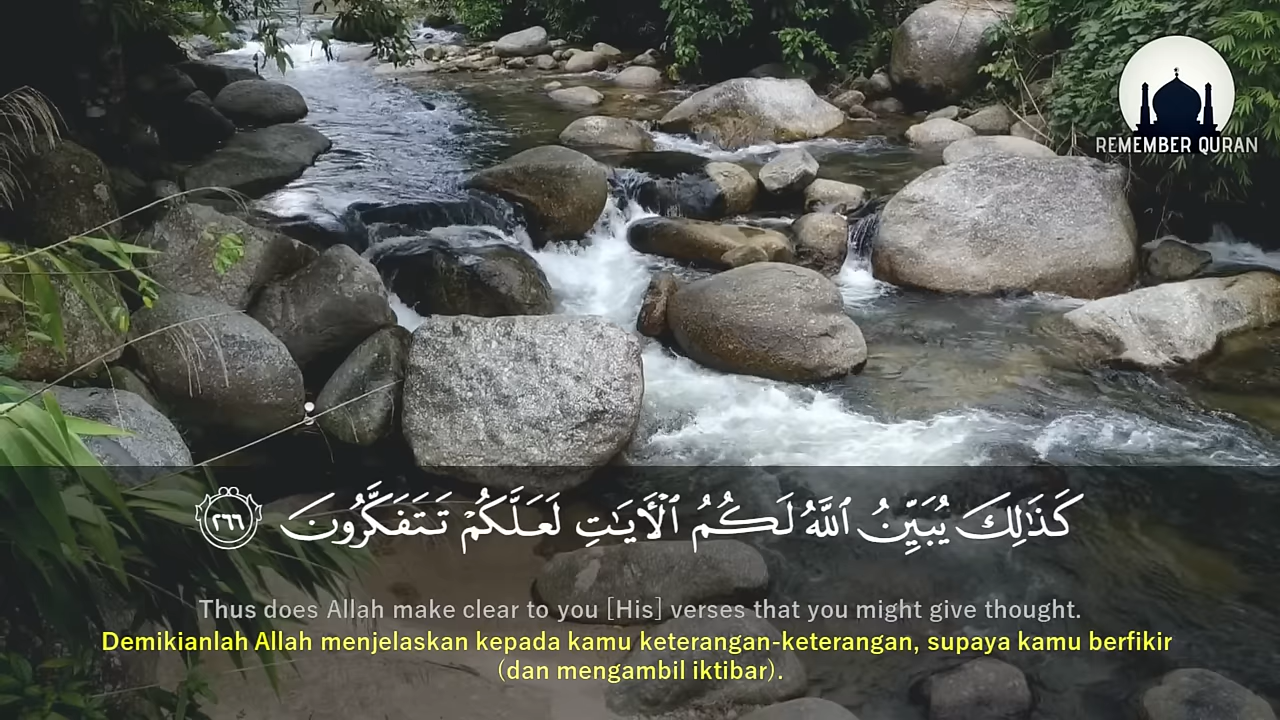 REMEMBER QURAN
كَذَٰلِكَ يُبَيِّنُ ٱللَّهُ لَكُمُ ٱلْأَيَـٰتِ لَعَلَّكُمْ تَتَفَكَّرُونَ ٢٦٦
Thus does Allah make clear to you [His] verses that you might give thought.
Demikianlah Allah menjelaskan kepada kamu keterangan-keterangan, supaya kamu berfikir
(dan mengambil iktibar).